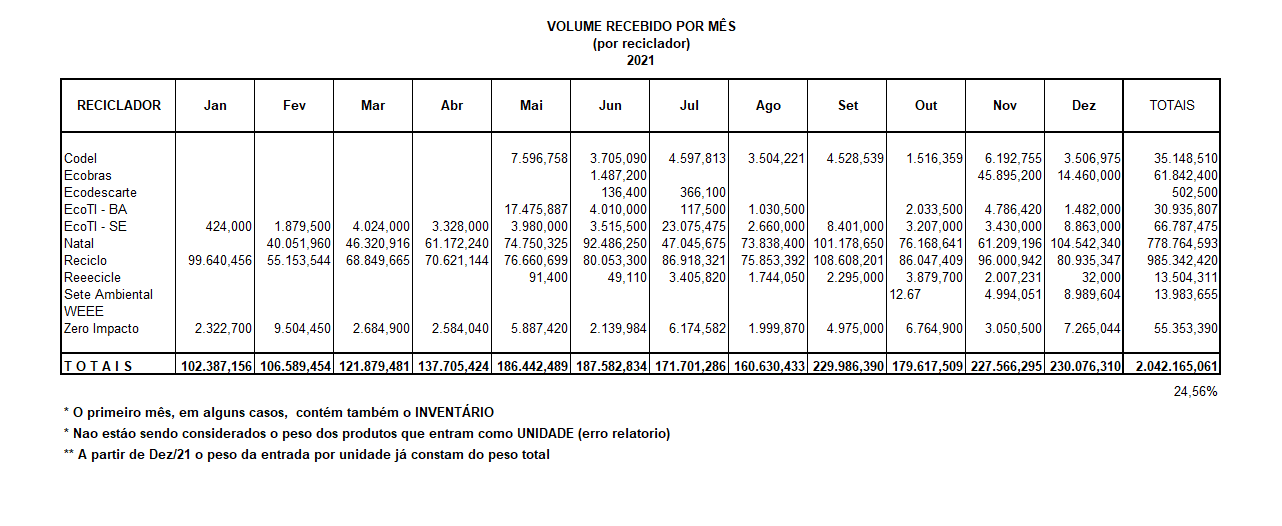 VOLUME RECEBIDO POR MÊS
(por reciclador)
2021
RECICLADOR Jan Fev Mar Abr Mai Jun Jul Ago Set Out Nov Dez TOTAIS
Codel 7.596,758 3.705,090 4.597,813 3.504,221 4.528,539 1.516,359 6.192,755 3.506,975 35.148,510
Ecobras 1.487,200 45.895,200 14.460,000 61.842,400
Ecodescarte 136,400 366,100 502,500
EcoTI - BA 17.475,887 4.010,000 117,500 1.030,500 2.033,500 4.786,420 1.482,000 30.935,807
EcoTI - SE 424,000 1.879,500 4.024,000 3.328,000 3.980,000 3.515,500 23.075,475 2.660,000 8.401,000 3.207,000 3.430,000 8.863,000 66.787,475
Natal 40.051,960 46.320,916 61.172,240 74.750,325 92.486,250 47.045,675 73.838,400 101.178,650 76.168,641 61.209,196 104.542,340 778.764,593
Reciclo 99.640,456 55.153,544 68.849,665 70.621,144 76.660,699 80.053,300 86.918,321 75.853,392 108.608,201 86.047,409 96.000,942 80.935,347 985.342,420
Reeecicle 91,400 49,110 3.405,820 1.744,050 2.295,000 3.879,700 2.007,231 32,000 13.504,311
Sete Ambiental 12.67 4.994,051 8.989,604 13.983,655
WEEE
Zero Impacto 2.322,700 9.504,450 2.684,900 2.584,040 5.887,420 2.139,984 6.174,582 1.999,870 4.975,000 6.764,900 3.050,500 7.265,044 55.353,390
T O T A I S 102.387,156 106.589,454 121.879,481 137.705,424 186.442,489 187.582,834 171.701,286 160.630,433 229.986,390 179.617,509 227.566,295 230.076,310 2.042.165,061
24,56%
* O primeiro mês, em alguns casos, contém também o INVENTÁRIO
* Nao estáo sendo considerados o peso dos produtos que entram como UNIDADE (erro relatorio)
** A partir de Dez/21 o peso da entrada por unidade já constam do peso total